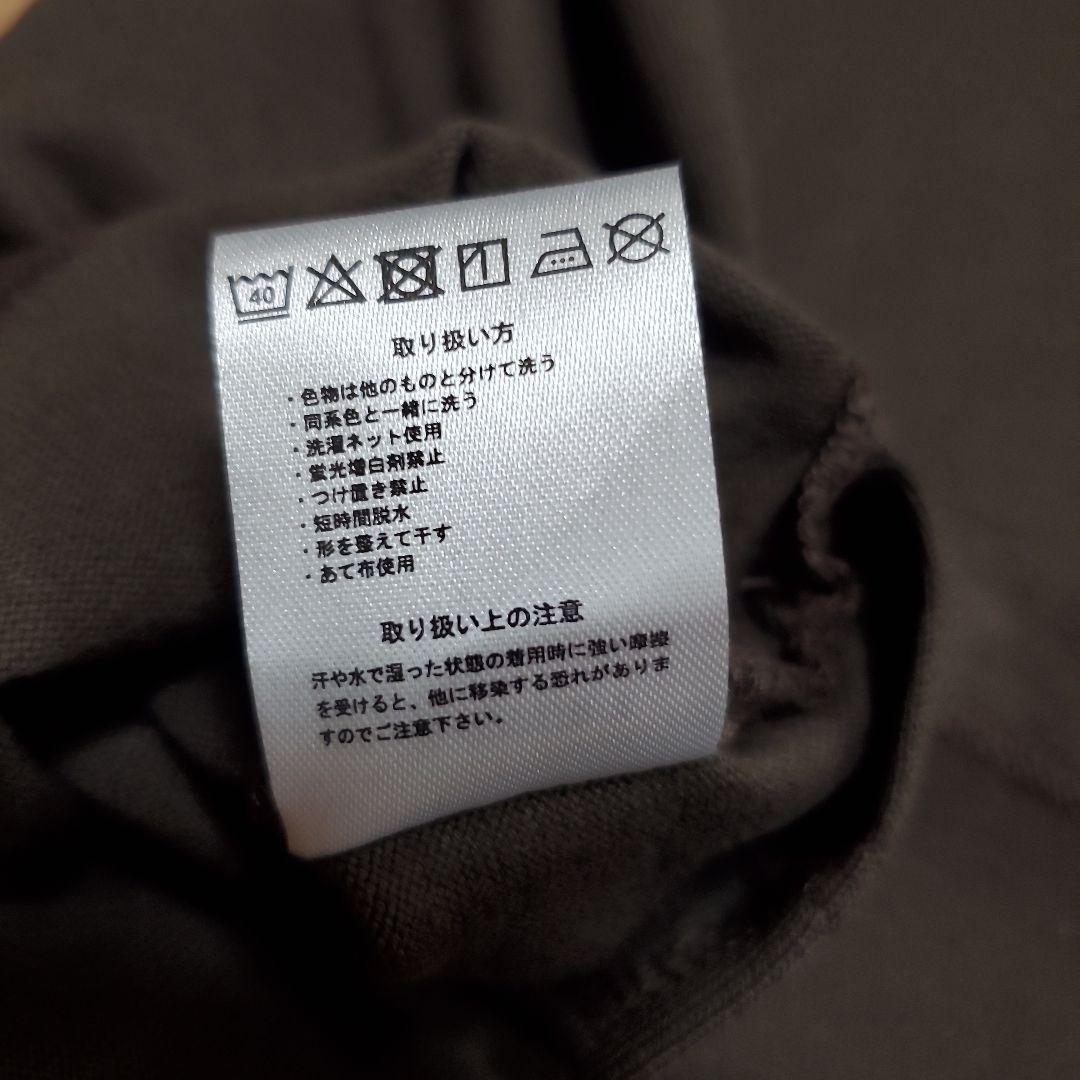 40
取り扱い方
・色物は他のものと分けて洗う
・同系色と一緒に洗う
・洗濯ネット使用
・蛍光増白剤禁止
・つけ置き禁止
・短時間脱水
・形を整えて干す
・あて布使用
取り扱い上の注意
汗や水で湿った状態の着用時に強い摩擦
を受けると、他に移染する恐れがありま
すのでご注意下さい。